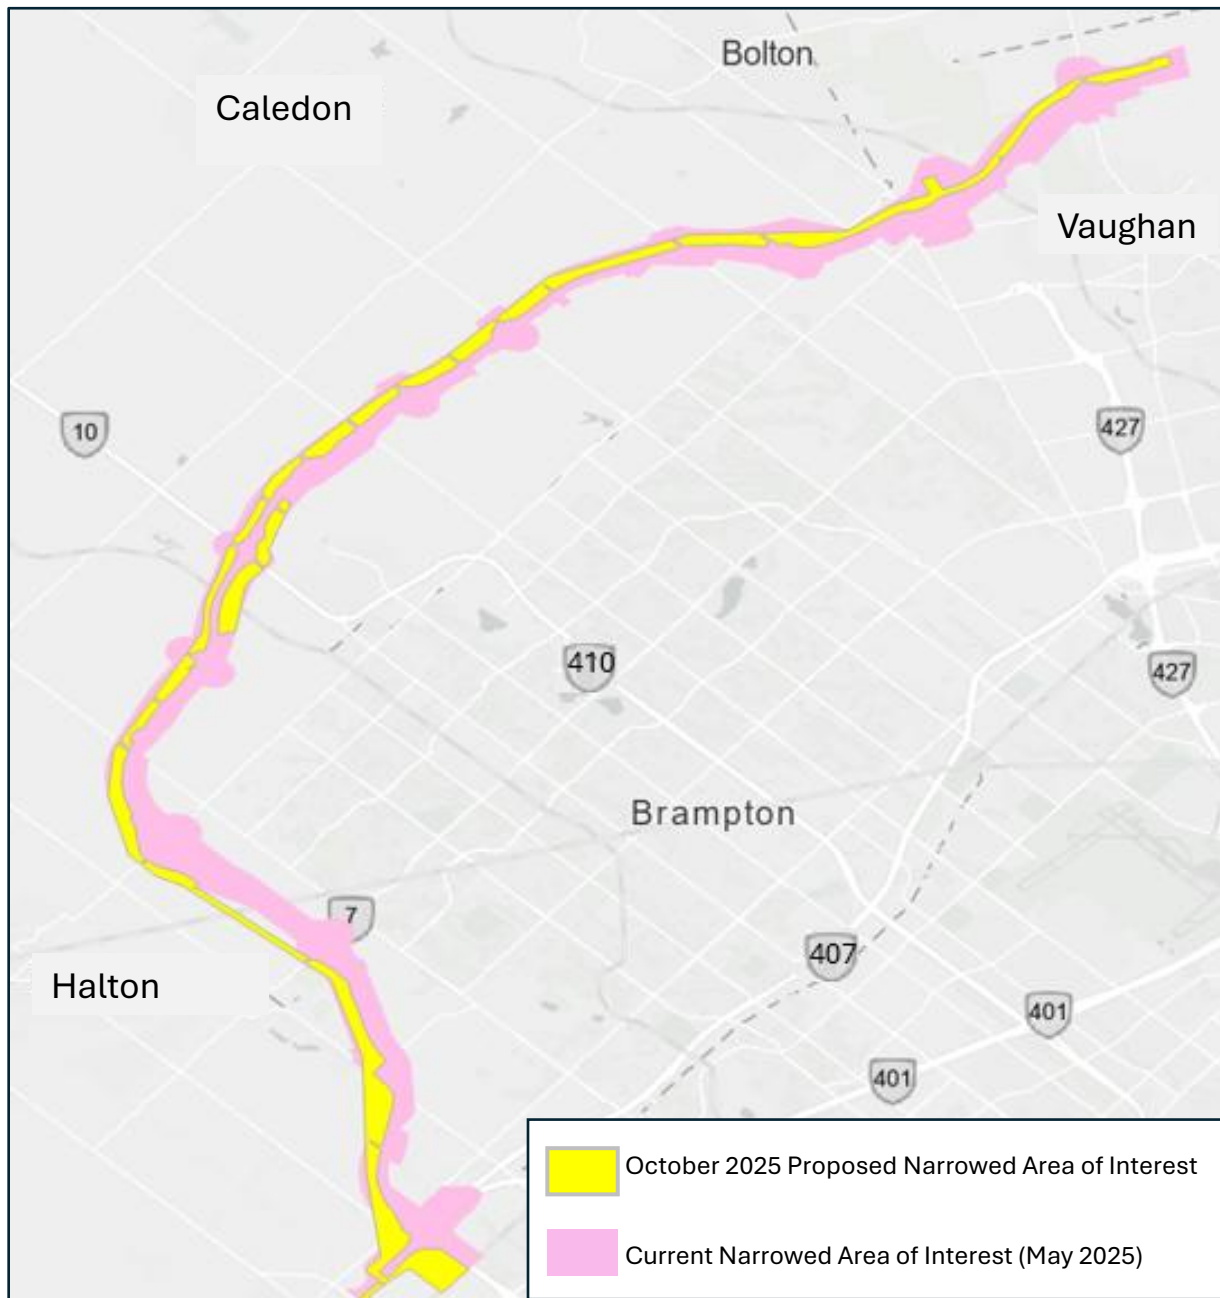 Bolton
Caledon
Vaughan
10
427
410
427
Brampton
7
407
Halton
401
401
October 2025 Proposed Narrowed Area of Interest
Current Narrowed Area of Interest (May 2025)